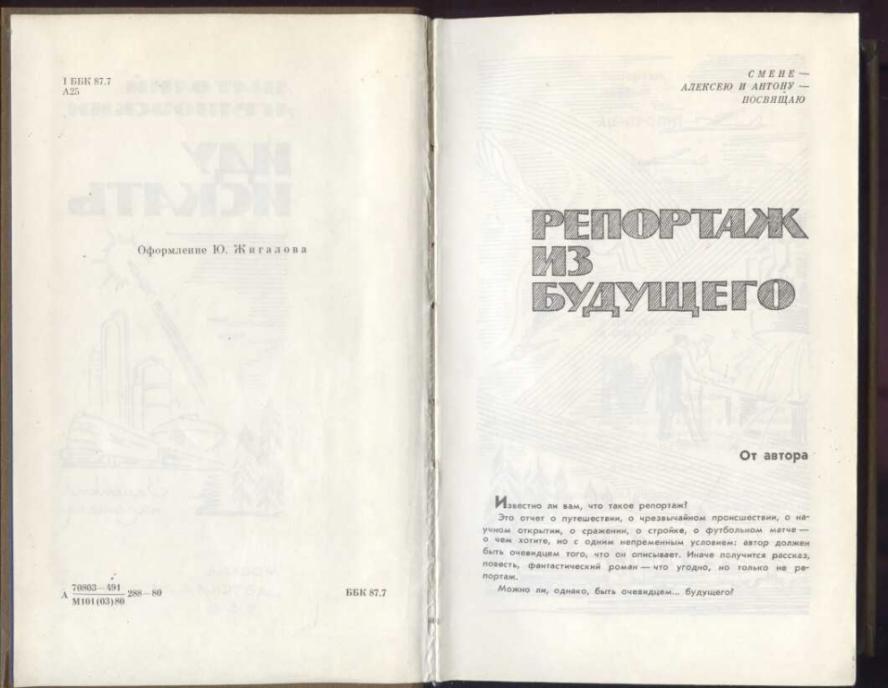 1 ББК 87.7
А25
Оформление Ю. Жигалова
А 70803—491 288—80
М101(03)80
ББК 87.7
СМЕНЕ —
АЛЕКСЕЮ И АНТОНУ —
ПОСВЯЩАЮ
РЕПОРТАЖ
ИЗ
БУДУЩЕГО
От автора
Известно ли вам, что такое репортаж?
Это отчет о путешествии, о чрезвычайном происшествии, о на-
учном открытии, о сражении, о стройке, о футбольном матче —
о чем хотите, но с одним непременным условием: автор должен
быть очевидцем того, что он описывает. Иначе получится рассказ,
повесть, фантастический роман — что угодно, но только не ре-
портаж.
Можно ли, однако, быть очевидцем... будущего?
ИДУ
ИСКАТЬ